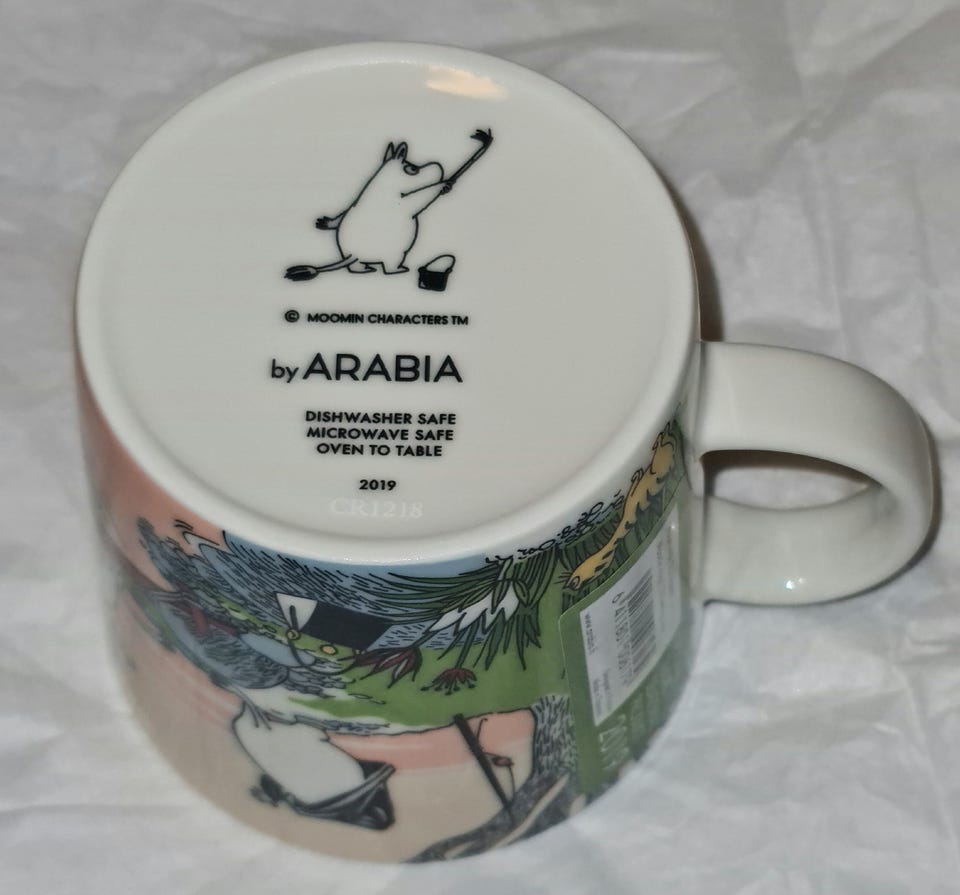 © MOOMIN CHARACTERS TM
by ARABIA
DISHWASHER SAFE
MICROWAVE SAFE
OVEN TO TABLE
2019
CR1218